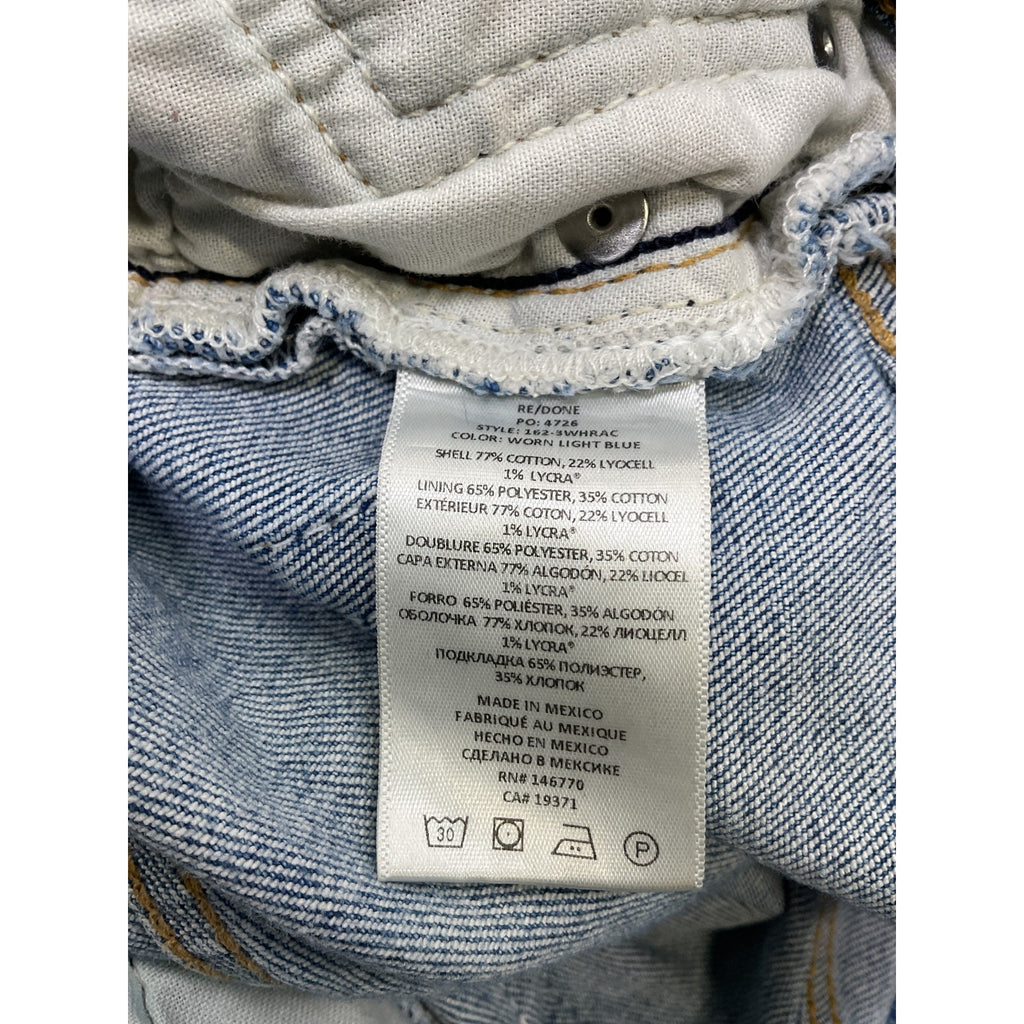 RE/DONE
PO: 4726
STYLE: 162-3WHRAC
COLOR: WORN LIGHT BLUE
SHELL 77% COTTON, 22% LYOCELL
1% LYCRA®
LINING 65% POLYESTER, 35% COTTON
EXTÉRIEUR 77% COTON, 22% LYOCELL
1% LYCRA®
DOUBLURE 65% POLYESTER, 35% COTON
CAPA EXTERNA 77% ALGODÓN, 22% LIOCEL
1% LYCRA®
FORRO 65% POLIÉSTER, 35% ALGODÓN
ОБОЛОЧКА 77% ХЛОПОК, 22% ЛИОЦЕЛЛ
1% LYCRA®
ПОДКЛАДКА 65% ПОЛИЭСТЕР,
35% ХЛОПОК
MADE IN MEXICO
FABRIQUÉ AU MEXIQUE
HECHO EN MEXICO
СДЕЛАНО В МЕКСИКЕ
RN# 146770
CA# 19371
30 P